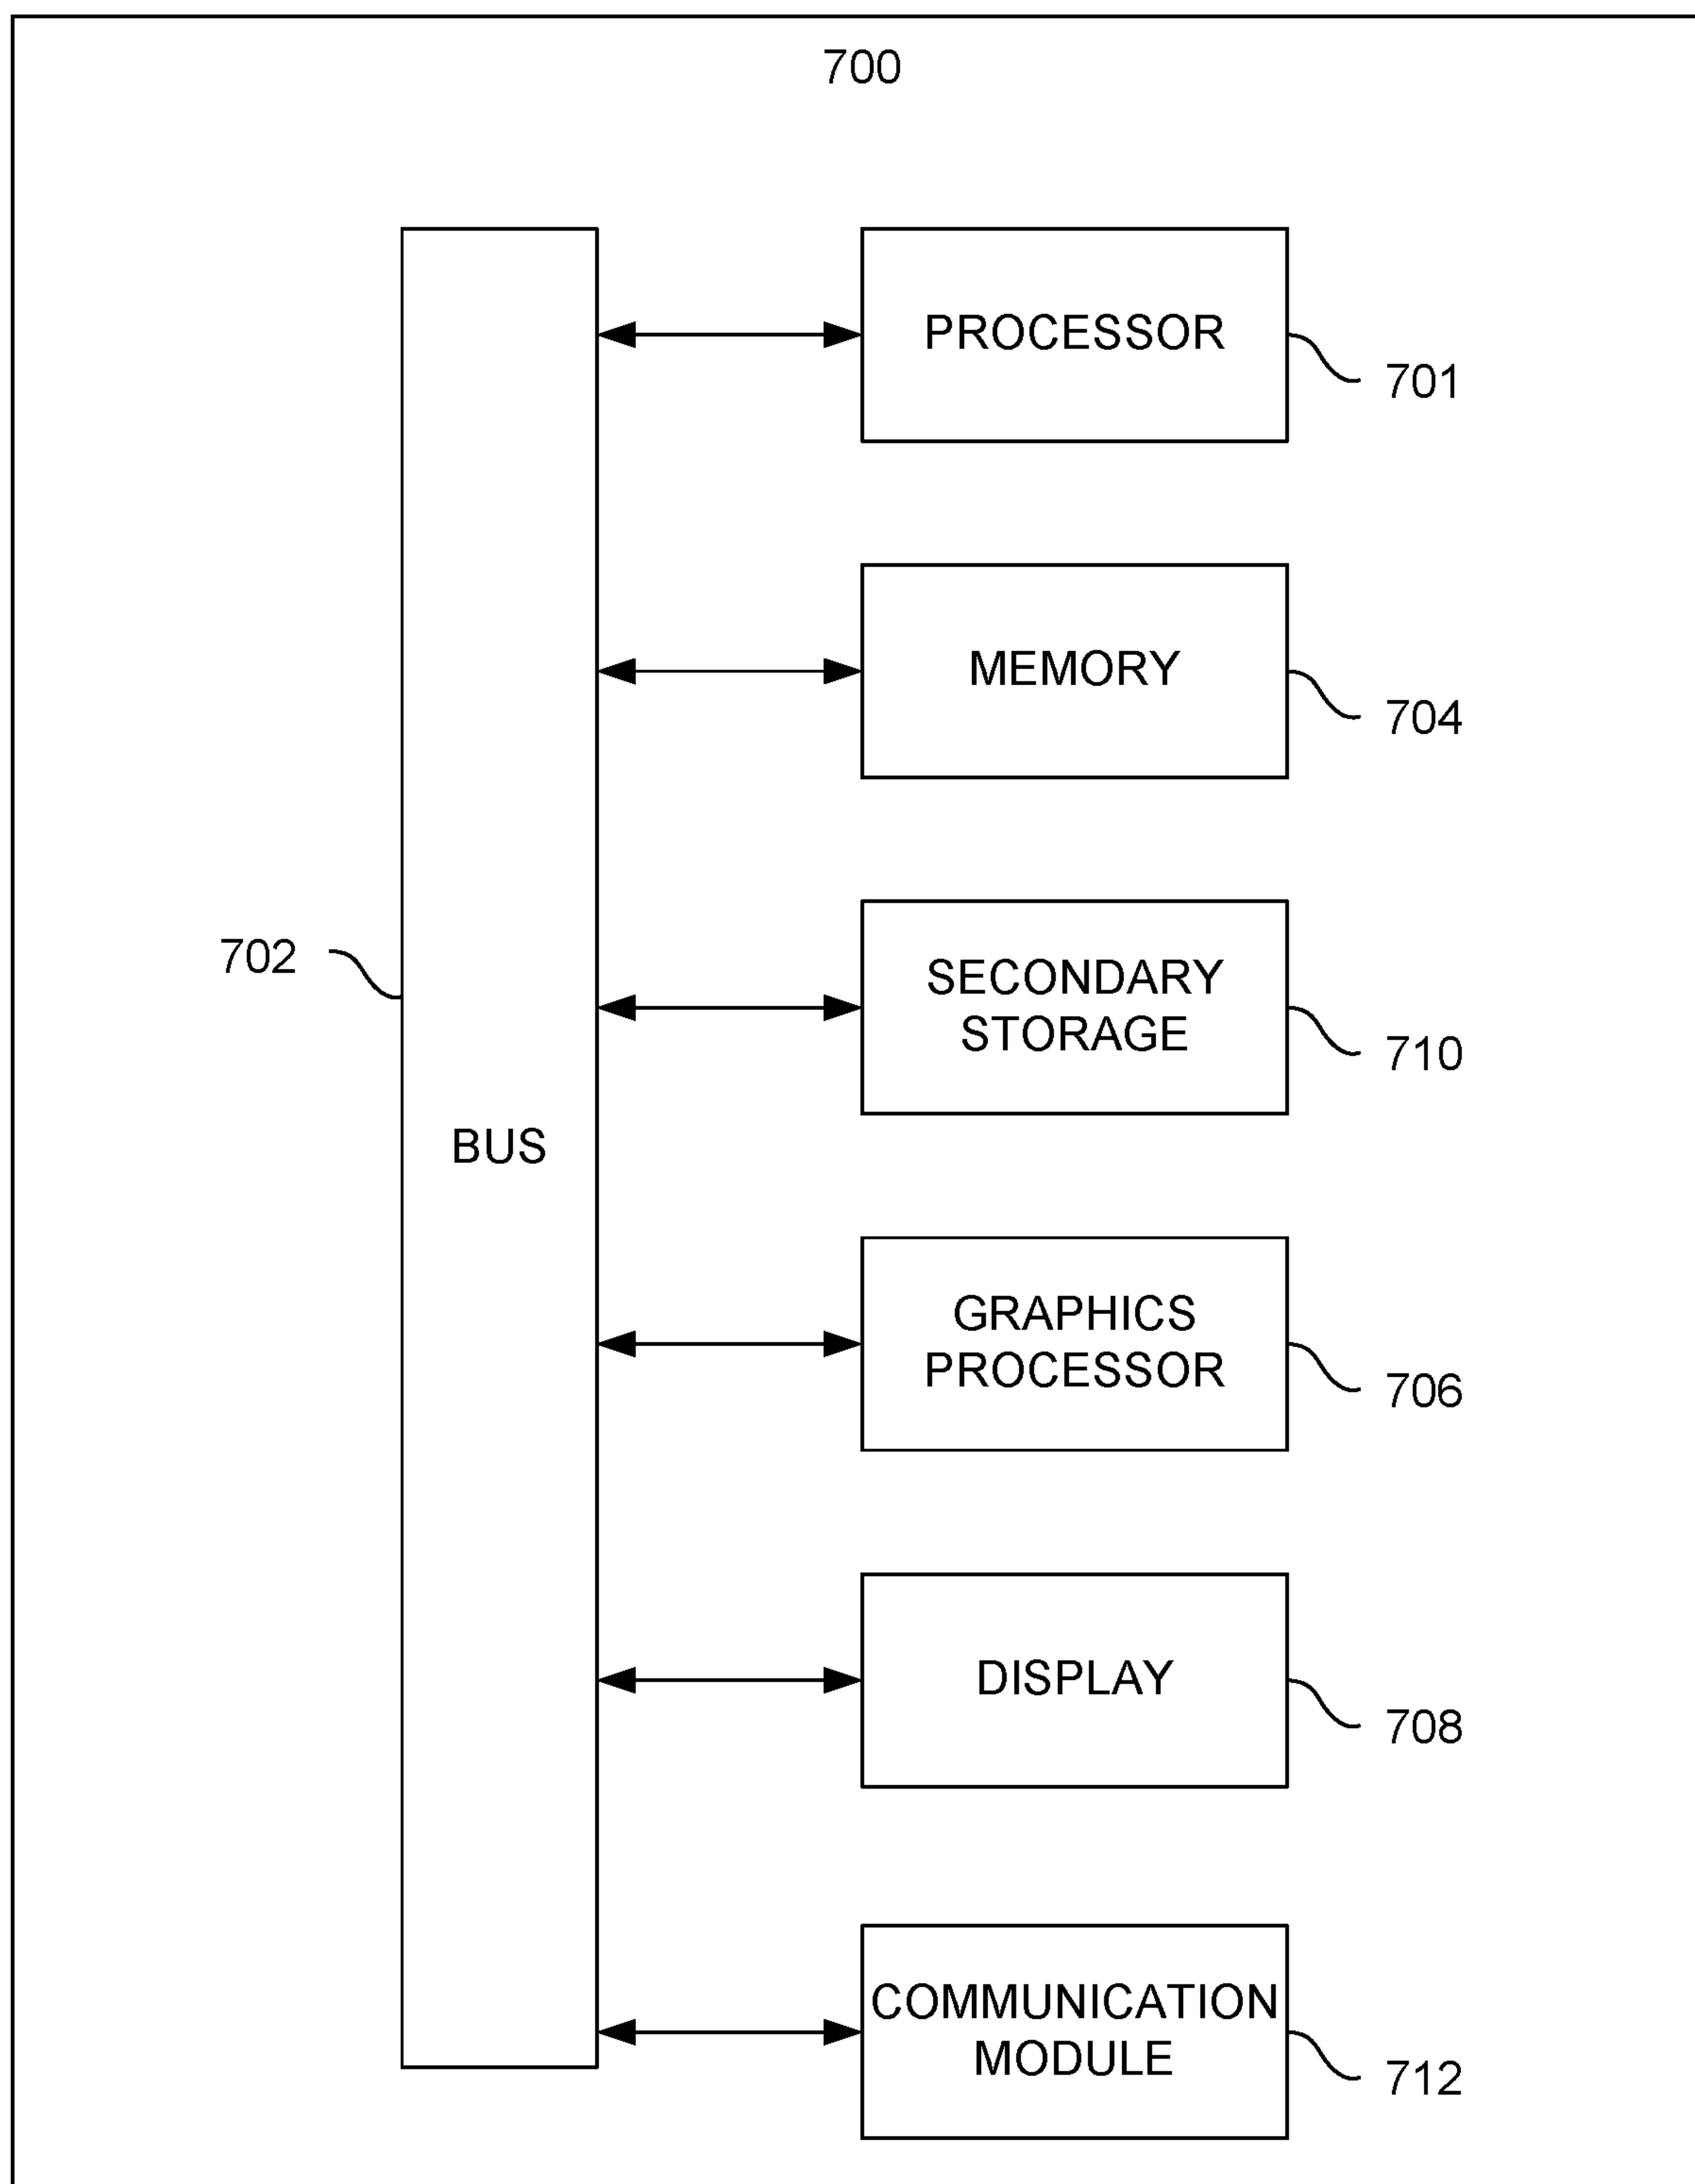 700
PROCESSOR
701
MEMORY
704
702
SECONDARY
STORAGE
710
BUS
GRAPHICS
PROCESSOR
706
DISPLAY
708
COMMUNICATION
MODULE
712